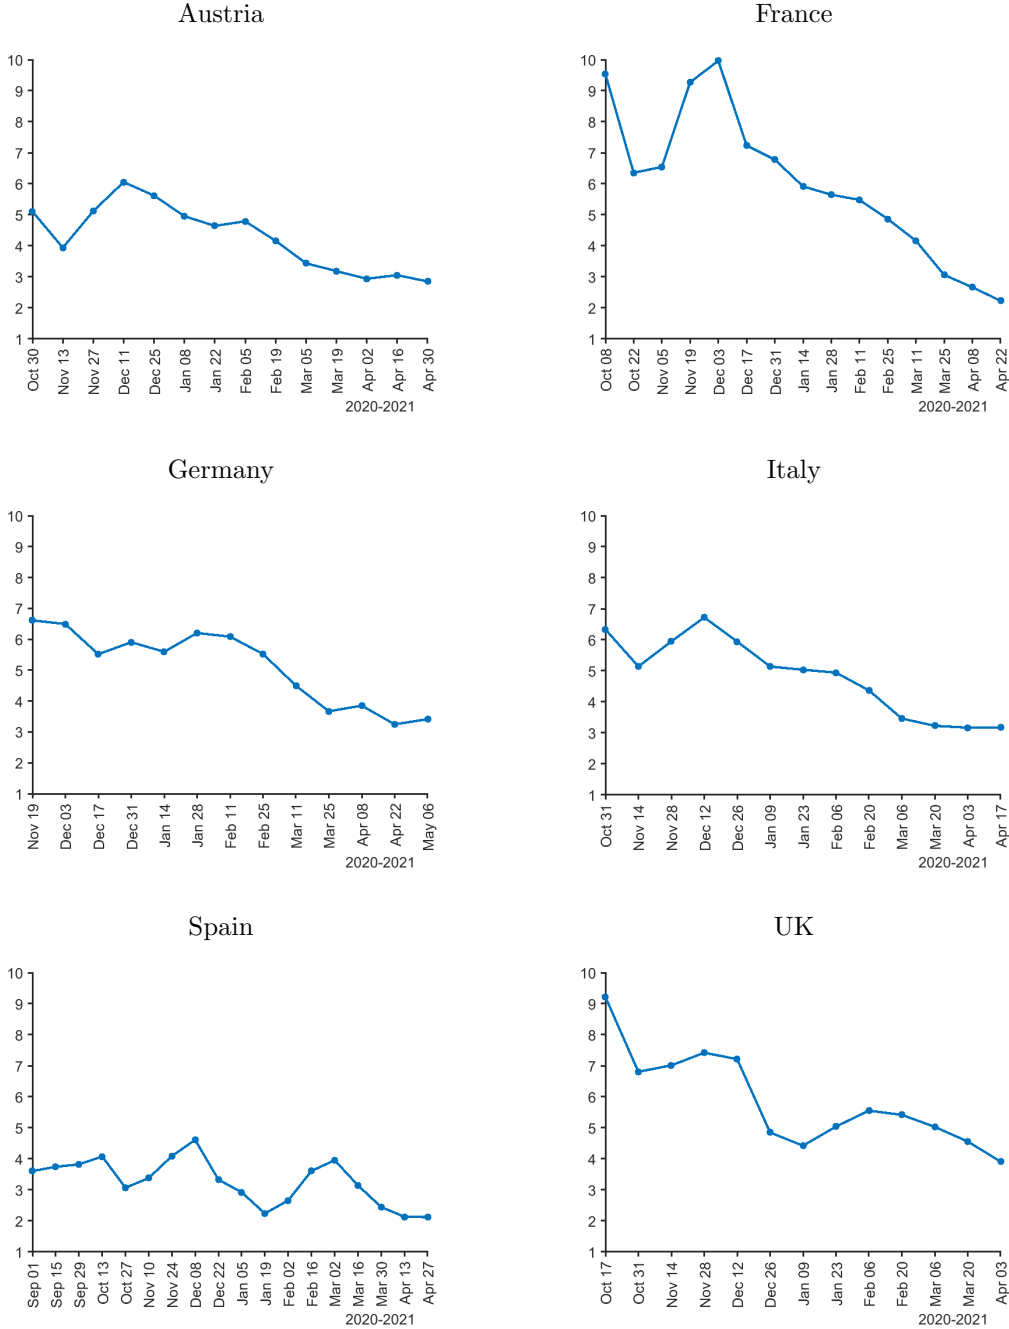 Austria
10
9
8
7
6
5
4
3
2
1
Oct 30
Nov 13
Nov 27
Dec 11
Dec 25
Jan 08
Jan 22
Feb 05
Feb 19
Mar 05
Mar 19
Apr 02
Apr 16
Apr 30
2020-2021
France
10
9
8
7
6
5
4
3
2
1
Oct 08
Oct 22
Nov 05
Nov 19
Dec 03
Dec 17
Dec 31
Jan 14
Jan 28
Feb 11
Feb 25
Mar 11
Mar 25
Apr 08
Apr 22
2020-2021
Germany
10
9
8
7
6
5
4
3
2
1
Nov 19
Dec 03
Dec 17
Dec 31
Jan 14
Jan 28
Feb 11
Feb 25
Mar 11
Mar 25
Apr 08
Apr 22
May 06
2020-2021
Italy
10
9
8
7
6
5
4
3
2
1
Oct 31
Nov 14
Nov 28
Dec 12
Dec 26
Jan 09
Jan 23
Feb 06
Feb 20
Mar 06
Mar 20
Apr 03
Apr 17
2020-2021
Spain
10
9
8
7
6
5
4
3
2
1
Sep 01
Sep 15
Sep 29
Oct 13
Oct 27
Nov 10
Nov 24
Dec 08
Dec 22
Jan 05
Jan 19
Feb 02
Feb 16
Mar 02
Mar 16
Mar 30
Apr 13
Apr 27
2020-2021
UK
10
9
8
7
6
5
4
3
2
1
Oct 17
Oct 31
Nov 14
Nov 28
Dec 12
Dec 26
Jan 09
Jan 23
Feb 06
Feb 20
Mar 06
Mar 20
Apr 03
2020-2021